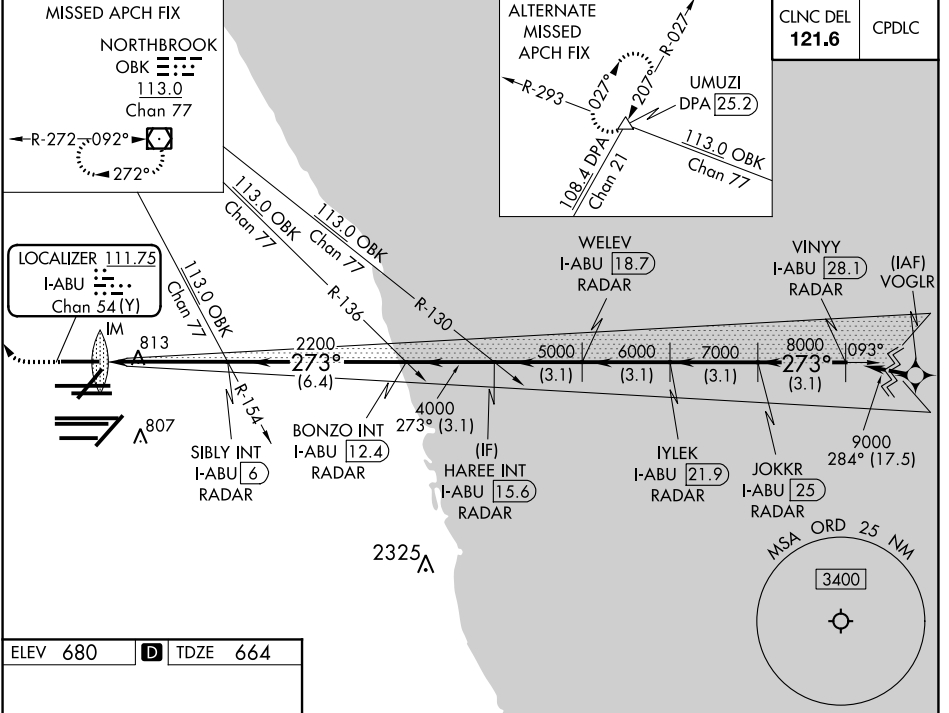 MISSED APCH FIX
NORTHBROOK
OBK
113.0
Chan 77
R-272
092°
272°
ALTERNATE
MISSED
APCH FIX
R-027
R-293
027°
207°
UMUZI
DPA 25.2
108.4 DPA
Chan 21
113.0 OBK
Chan 77
CLNC DEL
121.6
CPDLC
LOCALIZER 111.75
I-ABU
Chan 54 (Y)
IM
813
807
113.0 OBK
Chan 77
R-154
113.0 OBK
Chan 77
R-136
113.0 OBK
Chan 77
R-130
2200
273°
(6.4)
4000
273° (3.1)
5000
(3.1)
6000
(3.1)
7000
(3.1)
8000
273°
(3.1)
093°
9000
284° (17.5)
WELEV
I-ABU 18.7
RADAR
VINYY
I-ABU 28.1
RADAR
(IAF)
VOGLR
SIBLY INT
I-ABU 6
RADAR
BONZO INT
I-ABU 12.4
RADAR
(IF)
HAREE INT
I-ABU 15.6
RADAR
IYLEK
I-ABU 21.9
RADAR
JOKKR
I-ABU 25
RADAR
2325
MSA ORD 25 NM
3400
ELEV 680
D
TDZE 664